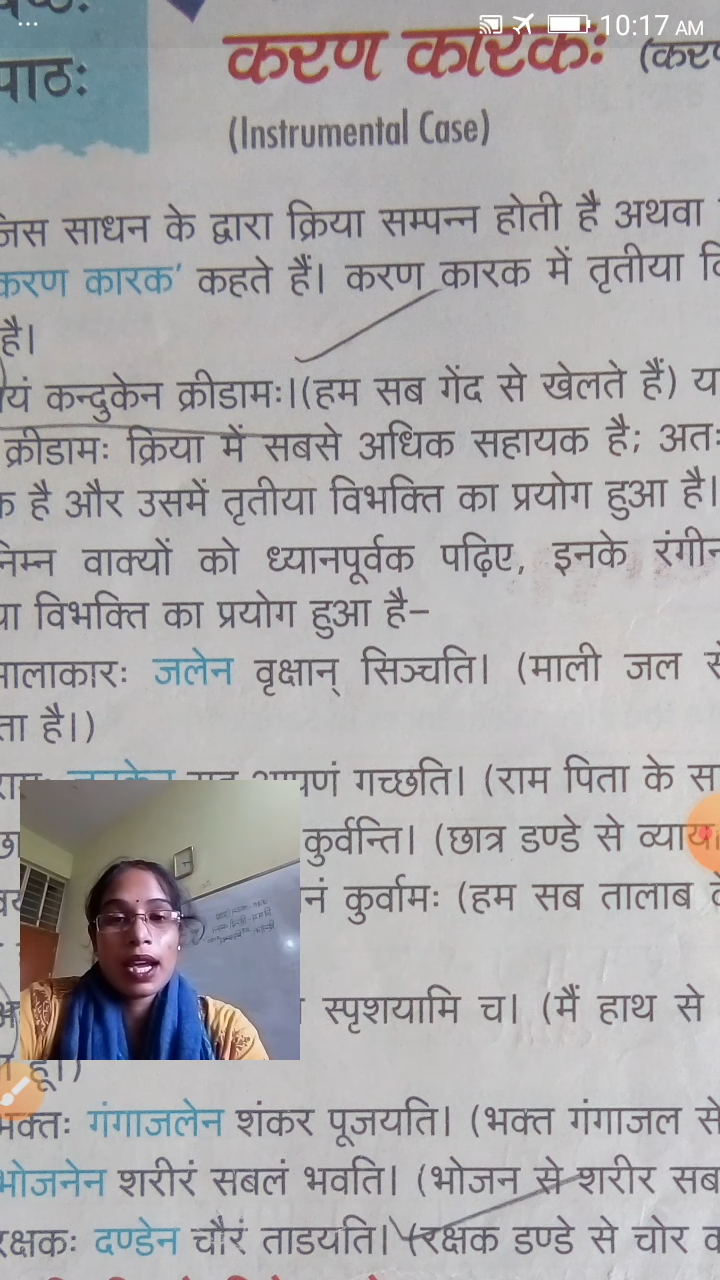 10:17 AM
पाठः
करण कारकः
(Instrumental Case)
जिस साधन के द्वारा क्रिया सम्पन्न होती है अथवा
करण कारक’ कहते हैं। करण कारक में तृतीया
है।
यं कन्दुकेन क्रीडामः।(हम सब गेंद से खेलते हैं)
क्रीडामः क्रिया में सबसे अधिक सहायक है; अतः
क है और उसमें तृतीया विभक्ति का प्रयोग हुआ है।
निम्न वाक्यों को ध्यानपूर्वक पढ़िए, इनके रंगीन
या विभक्ति का प्रयोग हुआ है–
मालाकारः जलेन वृक्षान् सिञ्चति। (माली जल से
ता है।)
गच्छति। (राम पिता के
कुर्वन्ति। (छात्र डण्डे से
नं कुर्वामः (हम सब तालाब
स्पृशयामि च। (मैं हाथ से
हूँ।)
भक्तः गंगाजलेन शंकर पूजयति। (भक्त गंगाजल से
भोजनेन शरीरं सबलं भवति। (भोजन से शरीर सब
रक्षकः दण्डेन चौरं ताडयति। (रक्षक डण्डे से चोर